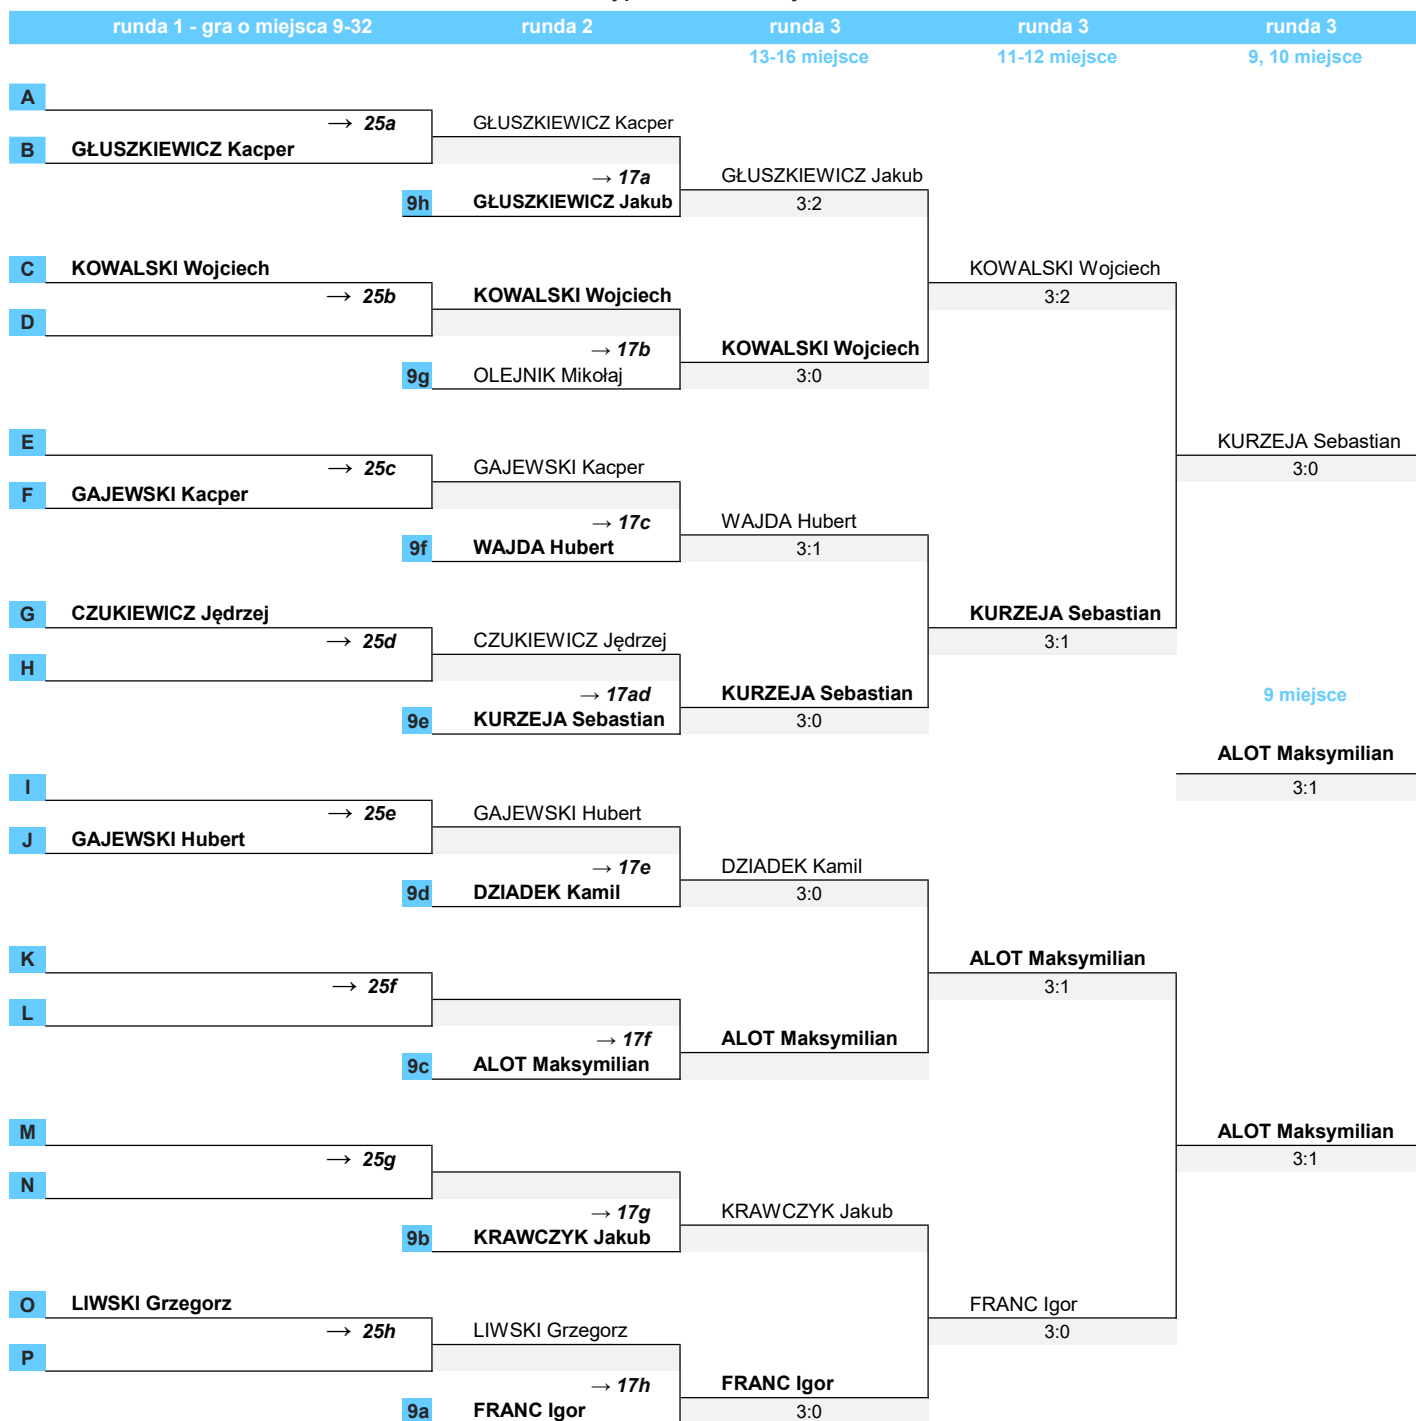 runda 1 - gra o miejsca 9-32 runda 2 runda 3 runda 3 runda 3
13-16 miejsce 11-12 miejsce 9, 10 miejsce
A
→ 25a GŁUSZKIEWICZ Kacper
B GŁUSZKIEWICZ Kacper
→ 17a GŁUSZKIEWICZ Jakub
9h GŁUSZKIEWICZ Jakub 3:2
C KOWALSKI Wojciech KOWALSKI Wojciech
→ 25b KOWALSKI Wojciech 3:2
D
→ 17b KOWALSKI Wojciech
9g OLEJNIK Mikołaj 3:0
E KURZEJA Sebastian
→ 25c GAJEWSKI Kacper 3:0
F GAJEWSKI Kacper
→ 17c WAJDA Hubert
9f WAJDA Hubert 3:1
G CZUKIEWICZ Jędrzej KURZEJA Sebastian
→ 25d CZUKIEWICZ Jędrzej 3:1
H
→ 17ad KURZEJA Sebastian 9 miejsce
9e KURZEJA Sebastian 3:0
ALOT Maksymilian
I 3:1
→ 25e GAJEWSKI Hubert
J GAJEWSKI Hubert
→ 17e DZIADEK Kamil
9d DZIADEK Kamil 3:0
K ALOT Maksymilian
→ 25f 3:1
L
→ 17f ALOT Maksymilian
9c ALOT Maksymilian
M ALOT Maksymilian
→ 25g 3:1
N
→ 17g KRAWCZYK Jakub
9b KRAWCZYK Jakub
O LIWSKI Grzegorz FRANC Igor
→ 25h LIWSKI Grzegorz 3:0
P
→ 17h FRANC Igor
9a FRANC Igor 3:0